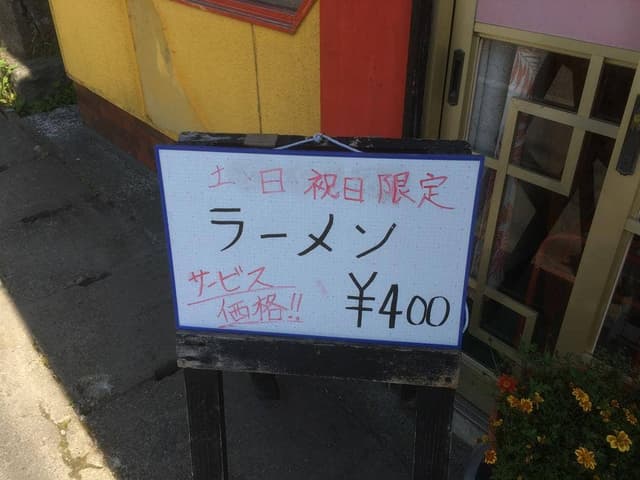 土、日 祝日限定
ラーメン
サービス
価格!!
¥400